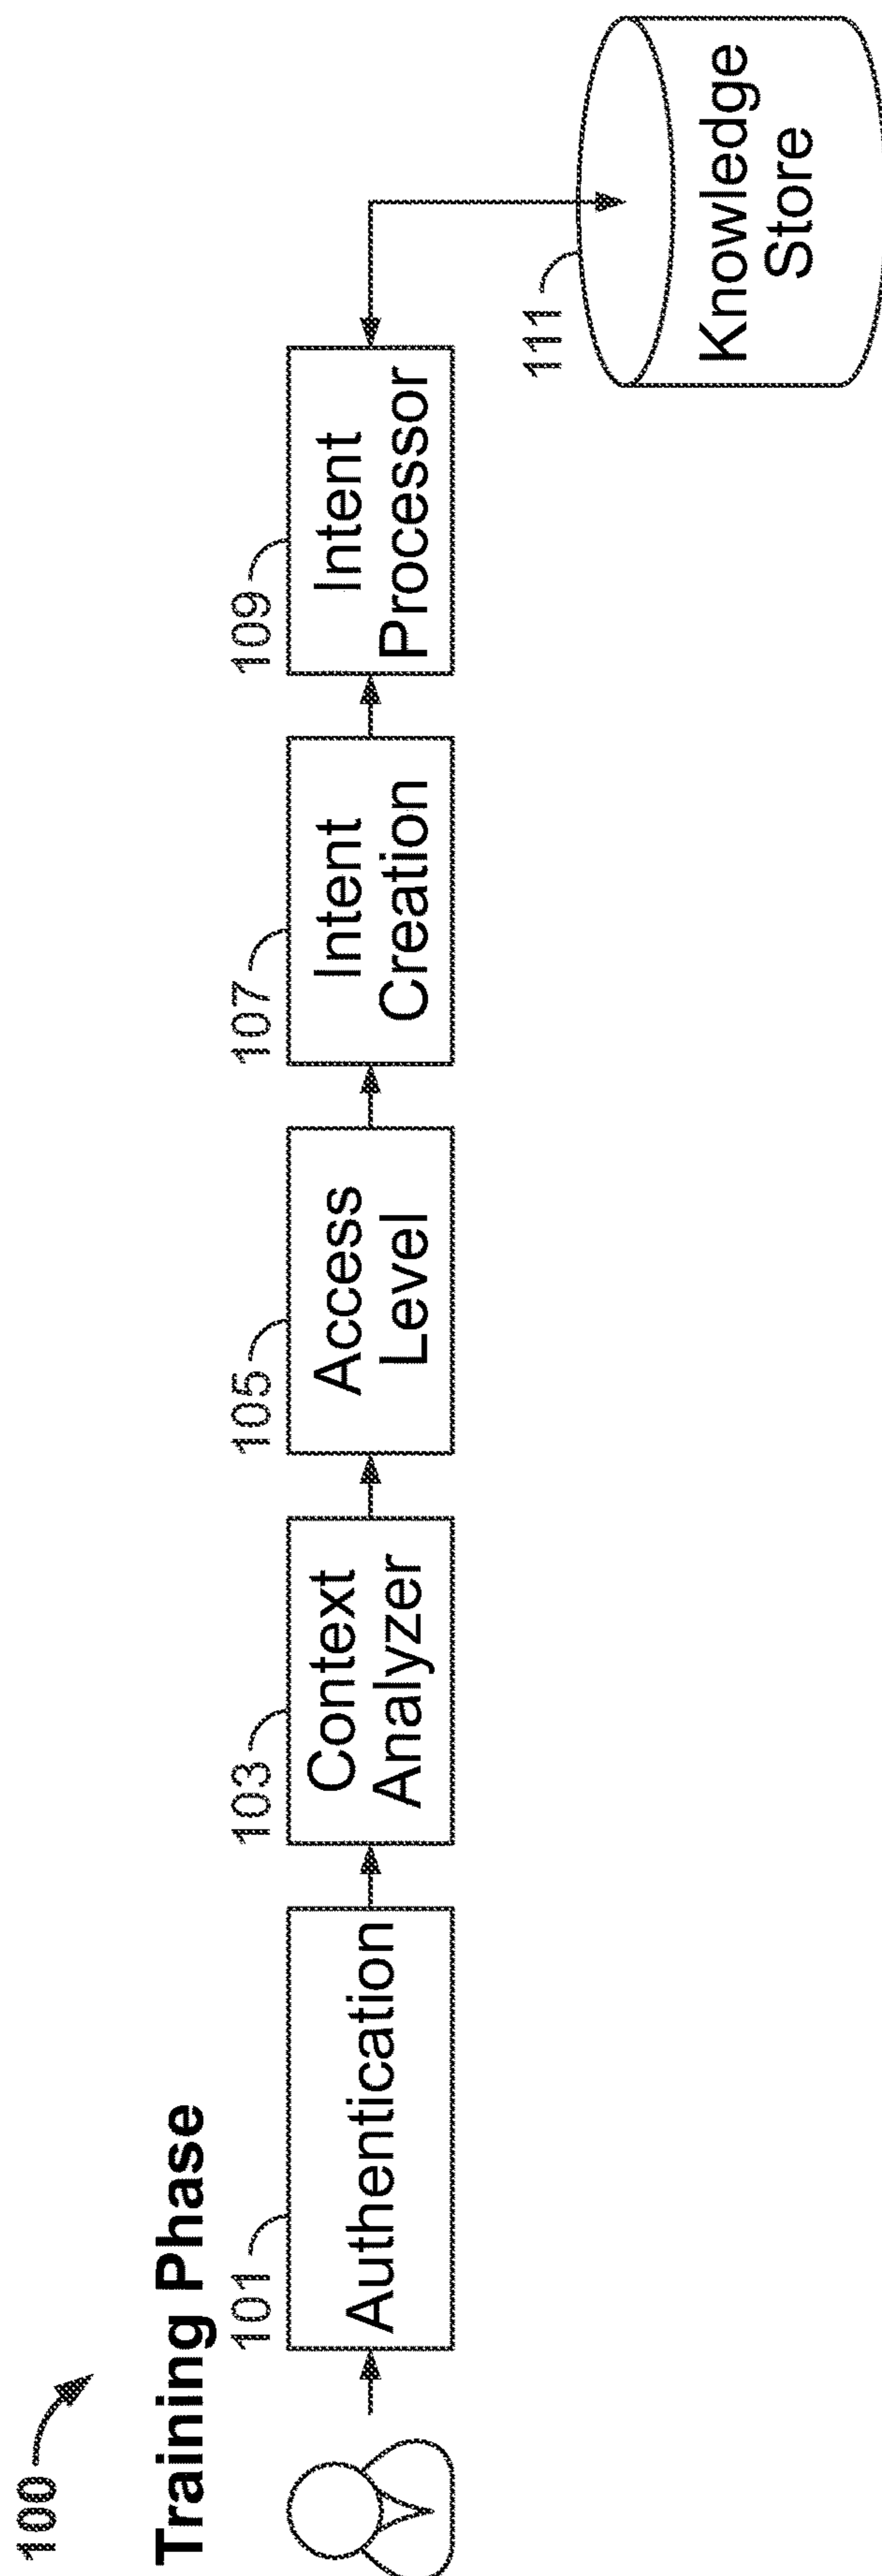 100
Training Phase
101
Authentication
103
Context
Analyzer
105
Access
Level
107
Intent
Creation
109
Intent
Processor
111
Knowledge
Store